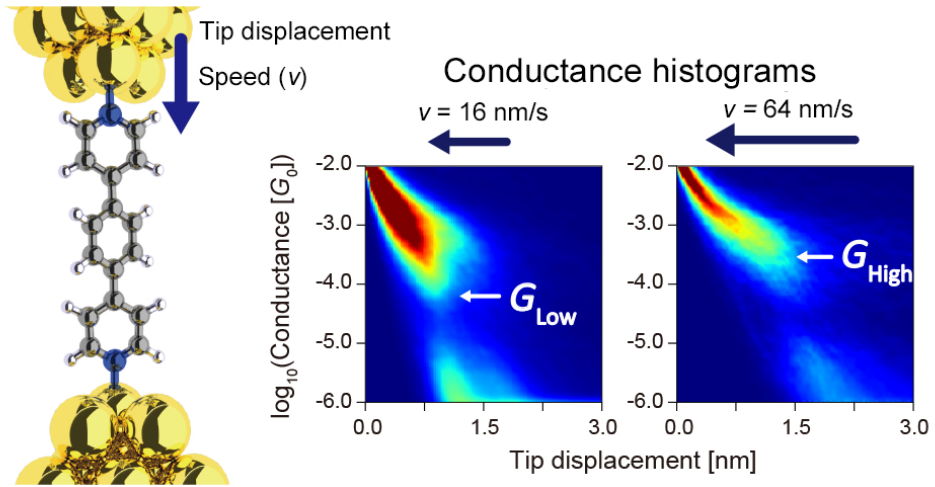 Tip displacement
Speed (v)
Conductance histograms
v = 16 nm/s
v = 64 nm/s
log10(Conductance [G0])
-2.0
-3.0
-4.0
-5.0
-6.0
GLow
0.0
1.5
3.0
-2.0
-3.0
-4.0
-5.0
-6.0
GHigh
0.0
1.5
3.0
Tip displacement [nm]